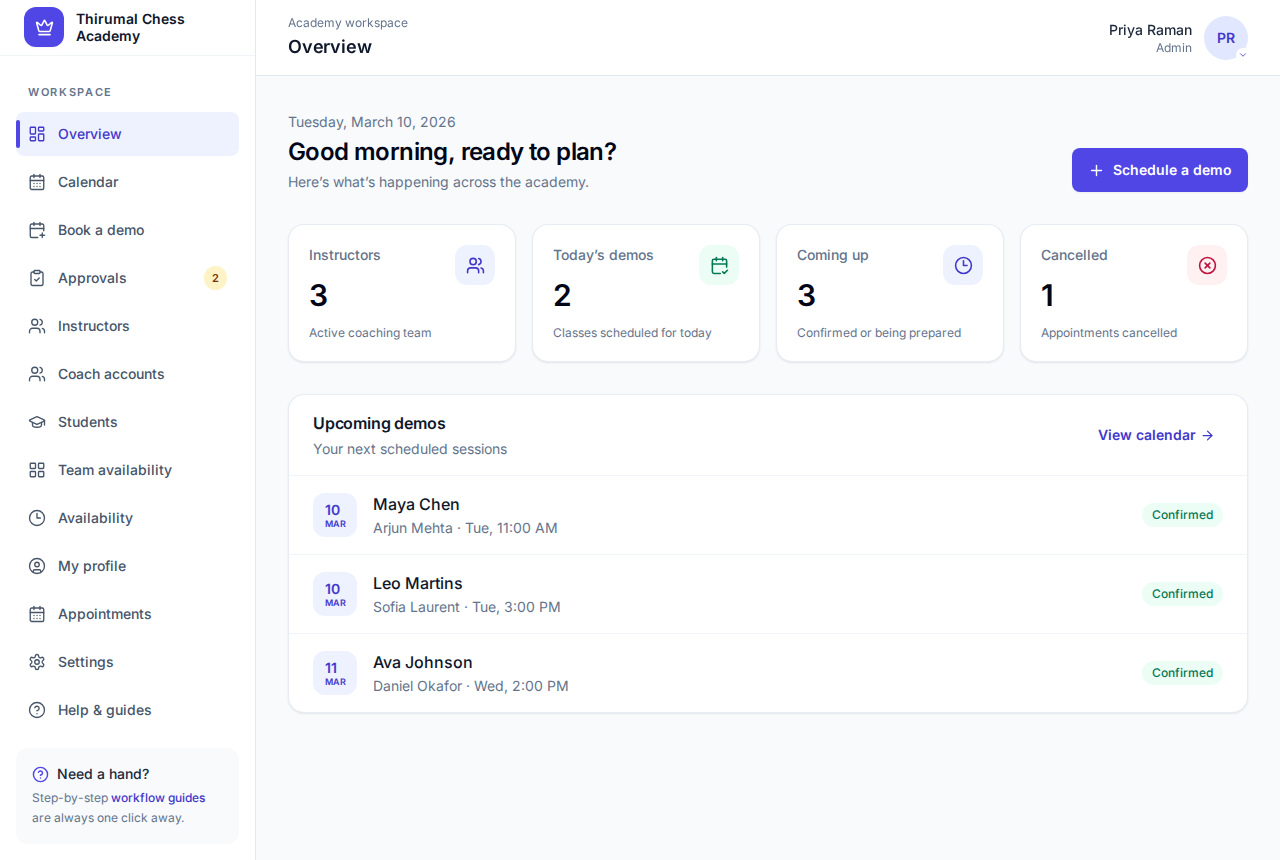 Thirumal Chess
Academy
WORKSPACE
Overview
Calendar
Book a demo
Approvals
2
Instructors
Coach accounts
Students
Team availability
Availability
My profile
Appointments
Settings
Help & guides
Need a hand?
Step-by-step workflow guides
are always one click away.
Academy workspace
Overview
Priya Raman
Admin
PR
Tuesday, March 10, 2026
Good morning, ready to plan?
Here’s what’s happening across the academy.
Schedule a demo
Instructors
3
Active coaching team
Today’s demos
2
Classes scheduled for today
Coming up
3
Confirmed or being prepared
Cancelled
1
Appointments cancelled
Upcoming demos
Your next scheduled sessions
View calendar
10
MAR
Maya Chen
Arjun Mehta · Tue, 11:00 AM
Confirmed
10
MAR
Leo Martins
Sofia Laurent · Tue, 3:00 PM
Confirmed
11
MAR
Ava Johnson
Daniel Okafor · Wed, 2:00 PM
Confirmed